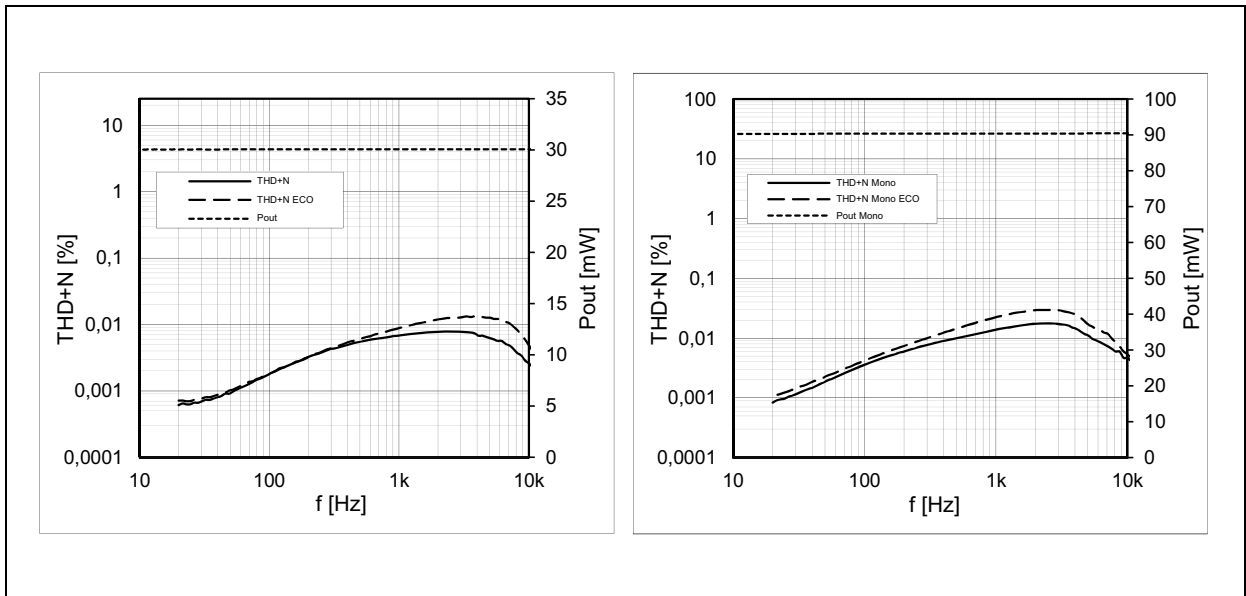 THD+N [%]
10
1
0,1
0,01
0,001
0,0001
THD+N
THD+N ECO
Pout
35
30
25
20
15
10
5
0
Pout [mW]
10
100
1k
10k
f [Hz]
THD+N [%]
100
10
1
0,1
0,01
0,001
0,0001
THD+N Mono
THD+N Mono ECO
Pout Mono
100
90
80
70
60
50
40
30
20
10
0
Pout [mW]
10
100
1k
10k
f [Hz]